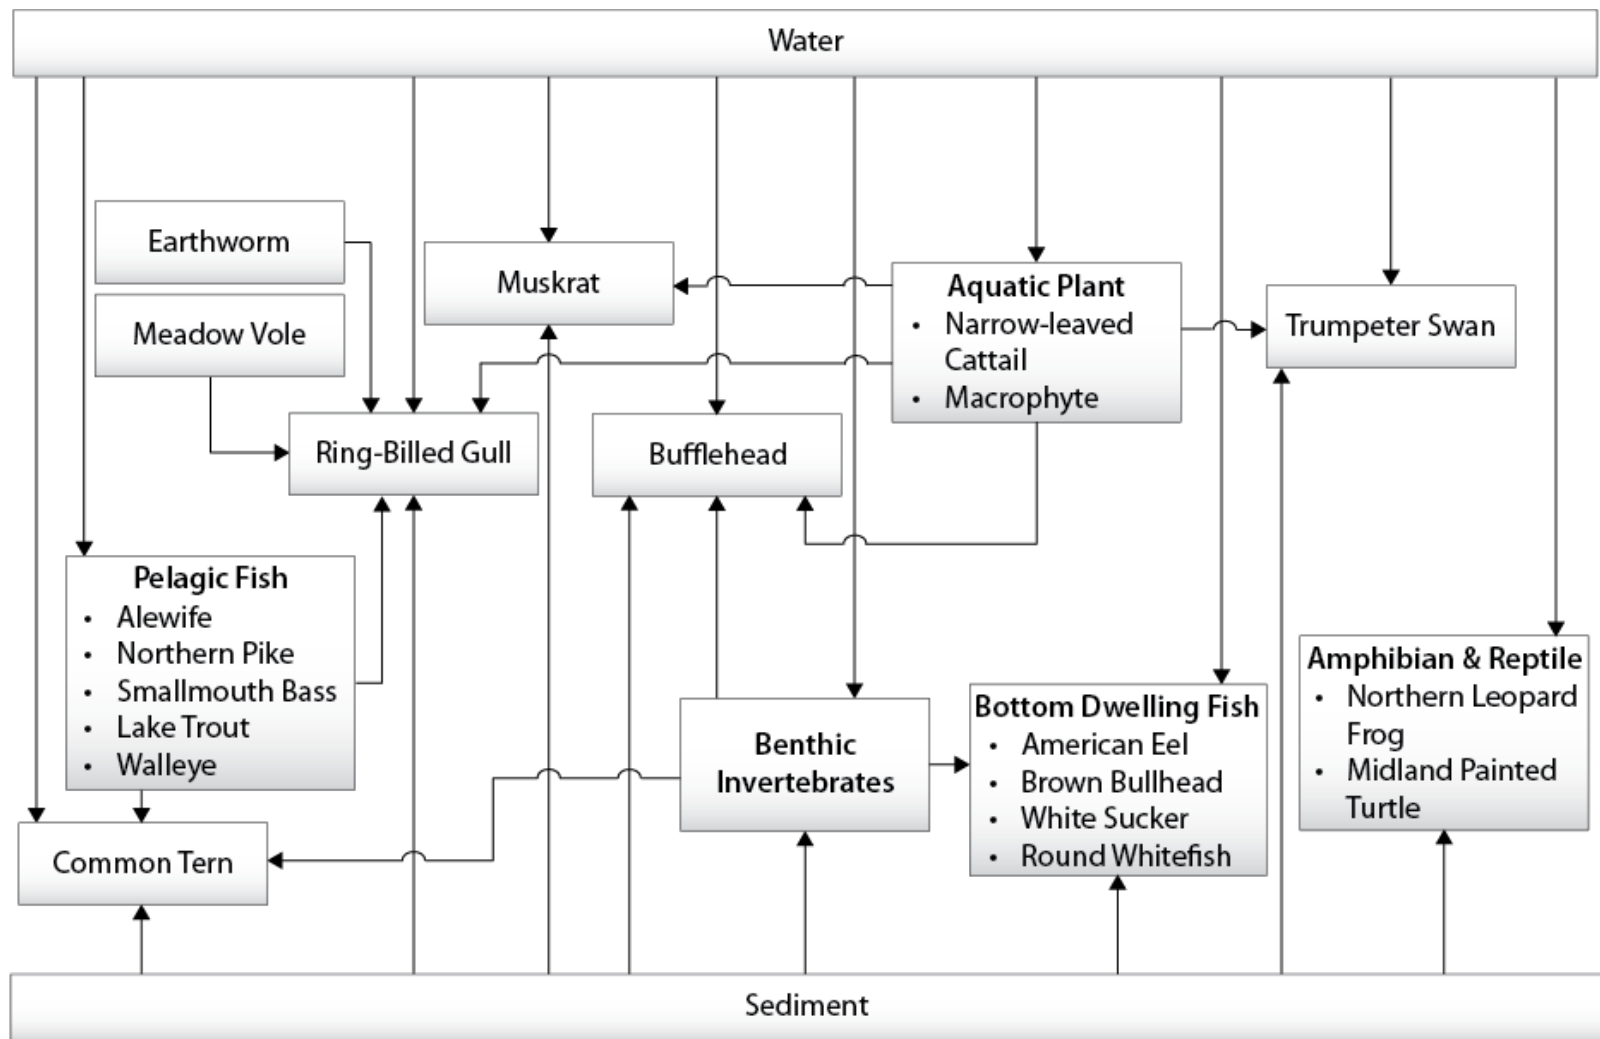 Water
Earthworm
Meadow Vole
Muskrat
Aquatic Plant
• Narrow-leaved
Cattail
• Macrophyte
Trumpeter Swan
Ring-Billed Gull
Bufflehead
Pelagic Fish
• Alewife
• Northern Pike
• Smallmouth Bass
• Lake Trout
• Walleye
Benthic
Invertebrates
Bottom Dwelling Fish
• American Eel
• Brown Bullhead
• White Sucker
• Round Whitefish
Amphibian & Reptile
• Northern Leopard
Frog
• Midland Painted
Turtle
Common Tern
Sediment